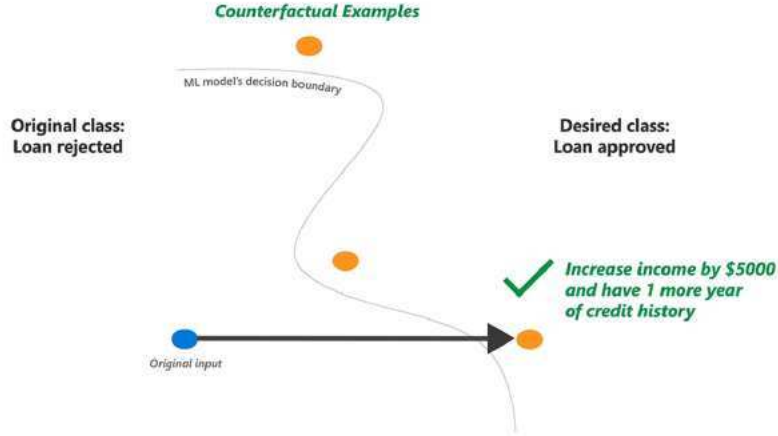 Counterfactual Examples
ML model's decision boundary
Original class:
Loan rejected
Desired class:
Loan approved
Increase income by $5000
and have 1 more year
of credit history
Original input